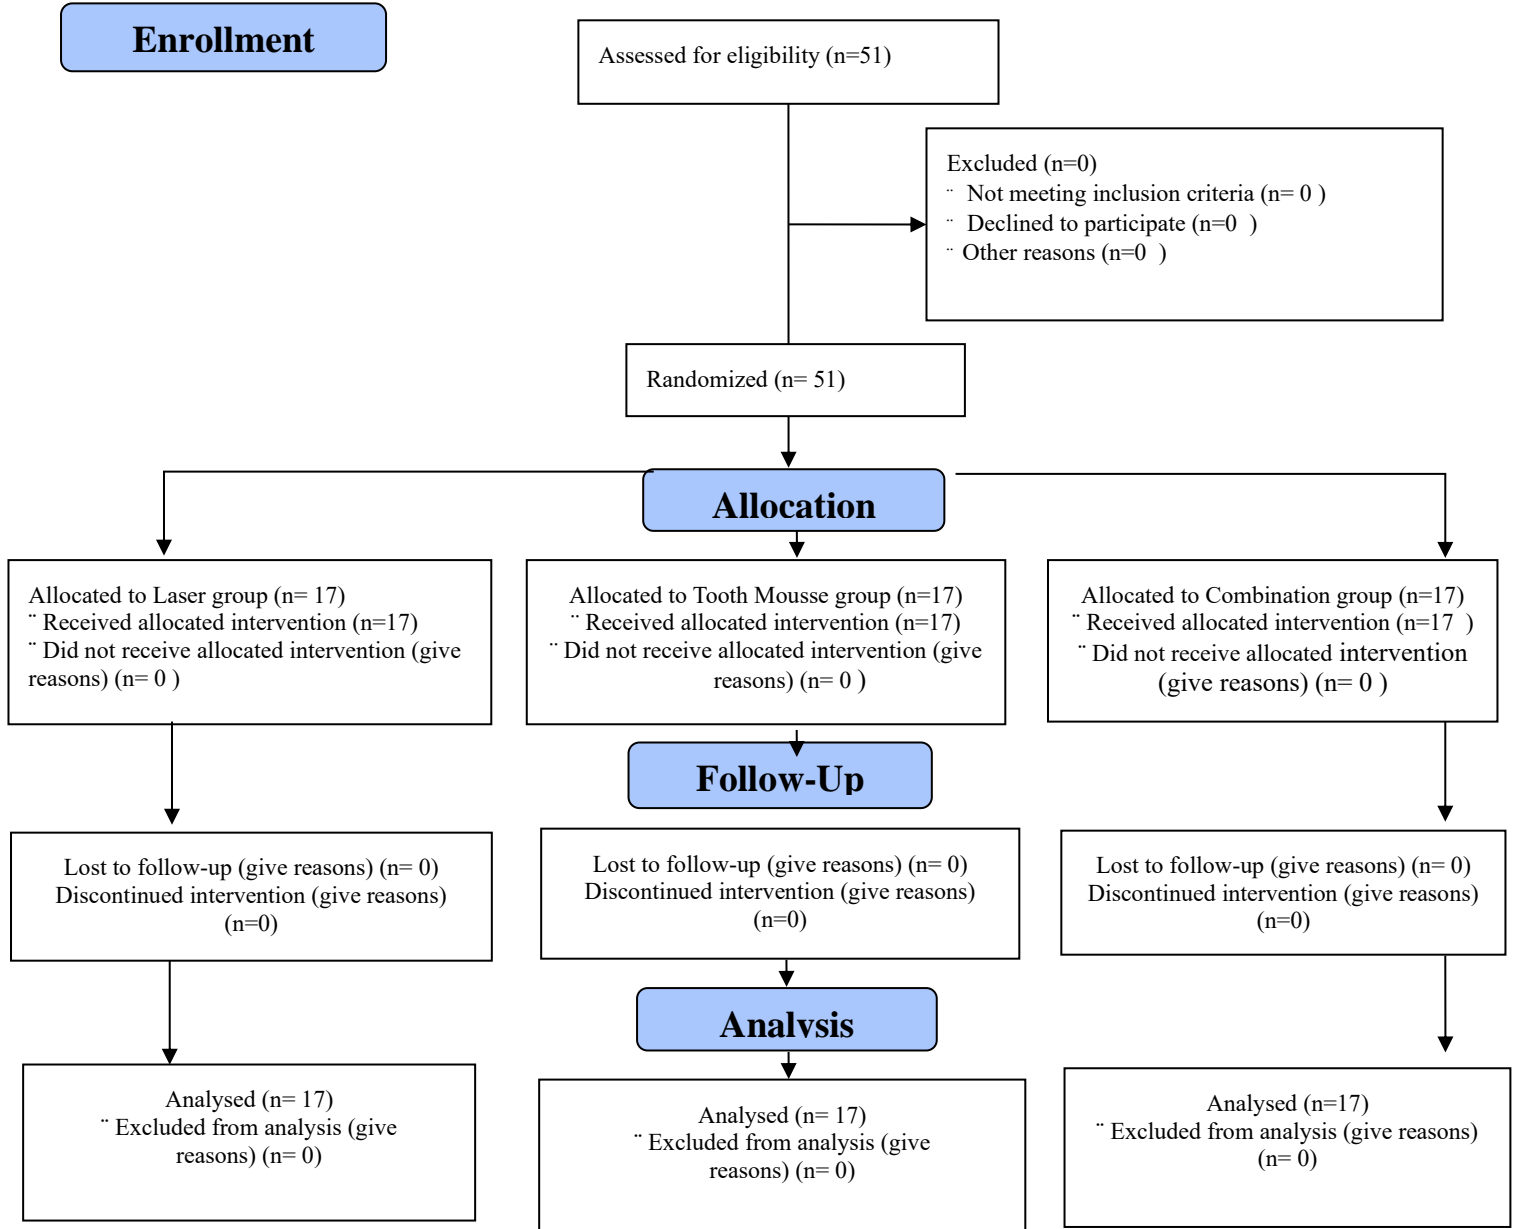 Enrollment
Assessed for eligibility (n=51)
Excluded (n=0)
¨ Not meeting inclusion criteria (n= 0 )
¨ Declined to participate (n=0 )
¨ Other reasons (n=0 )
Randomized (n= 51)
Allocation
Allocated to Laser group (n= 17)
¨ Received allocated intervention (n=17)
¨ Did not receive allocated intervention (give
reasons) (n= 0 )
Allocated to Tooth Mousse group (n=17)
¨ Received allocated intervention (n=17)
¨ Did not receive allocated intervention (give
reasons) (n= 0 )
Allocated to Combination group (n=17)
¨ Received allocated intervention (n=17 )
¨ Did not receive allocated intervention
(give reasons) (n= 0 )
Follow-Up
Lost to follow-up (give reasons) (n= 0)
Discontinued intervention (give reasons)
(n=0)
Lost to follow-up (give reasons) (n= 0)
Discontinued intervention (give reasons)
(n=0)
Lost to follow-up (give reasons) (n= 0)
Discontinued intervention (give reasons)
(n=0)
Analysis
Analysed (n= 17)
¨ Excluded from analysis (give
reasons) (n= 0)
Analysed (n= 17)
¨ Excluded from analysis (give
reasons) (n= 0)
Analysed (n=17)
¨ Excluded from analysis (give reasons)
(n= 0)